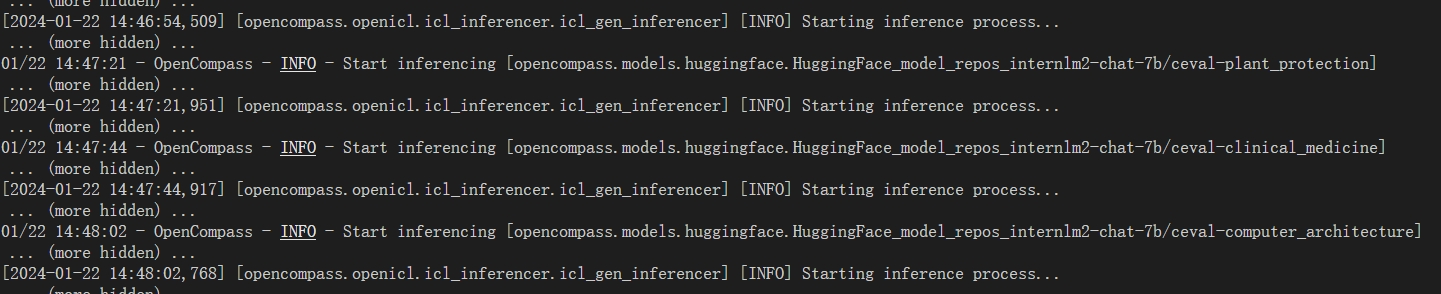 ... (more hidden) ...
[2024-01-22 14:46:54,509] [opencompass.openicl.icl_inferencer.icl_gen_inferencer] [INFO] Starting inference process...
... (more hidden) ...
01/22 14:47:21 - OpenCompass - INFO - Start inferencing [opencompass.models.huggingface.HuggingFace_model_repos_internlm2-chat-7b/ceval-plant_protection]
... (more hidden) ...
[2024-01-22 14:47:21,951] [opencompass.openicl.icl_inferencer.icl_gen_inferencer] [INFO] Starting inference process...
... (more hidden) ...
01/22 14:47:44 - OpenCompass - INFO - Start inferencing [opencompass.models.huggingface.HuggingFace_model_repos_internlm2-chat-7b/ceval-clinical_medicine]
... (more hidden) ...
[2024-01-22 14:47:44,917] [opencompass.openicl.icl_inferencer.icl_gen_inferencer] [INFO] Starting inference process...
... (more hidden) ...
01/22 14:48:02 - OpenCompass - INFO - Start inferencing [opencompass.models.huggingface.HuggingFace_model_repos_internlm2-chat-7b/ceval-computer_architecture]
... (more hidden) ...
[2024-01-22 14:48:02,768] [opencompass.openicl.icl_inferencer.icl_gen_inferencer] [INFO] Starting inference process...
... (more hidden) ...